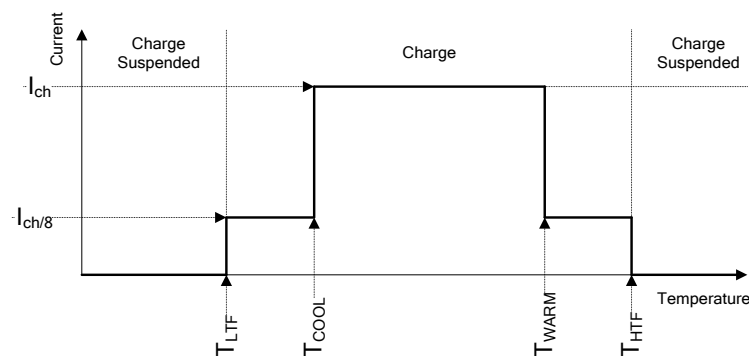 Current
Charge
Suspended
Charge
Charge
Suspended
Ich
Ich/8
Temperature
TLTF
TCOOL
TWARM
THTF